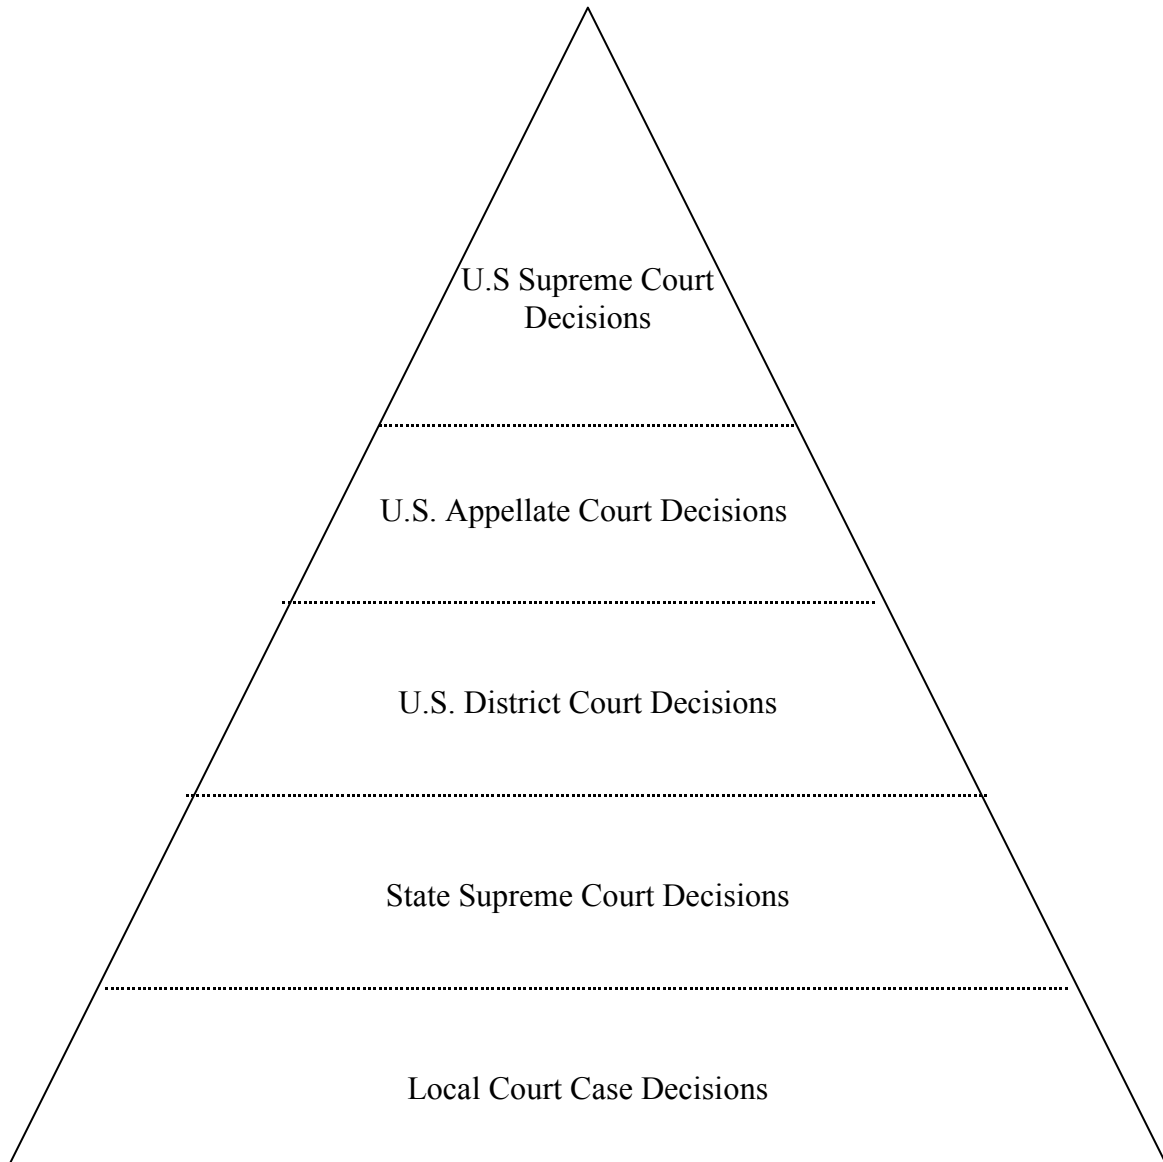 U.S Supreme Court
Decisions
U.S. Appellate Court Decisions
U.S. District Court Decisions
State Supreme Court Decisions
Local Court Case Decisions